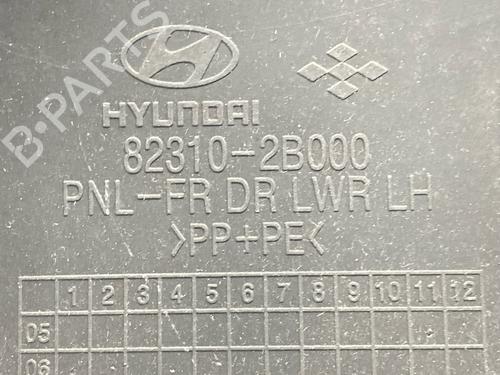 HYUNDAI
82310-2B000
PNL-FR DR LWR LH
>PP+PE<
1 2 3 4 5 6 7 8 9 10 11 12
05
06
B-PARTS